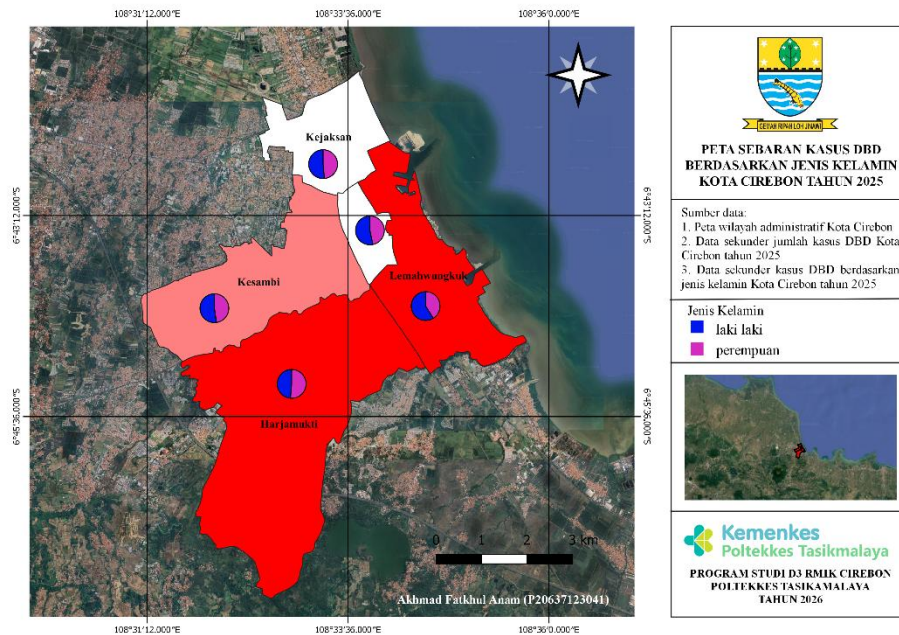 108°31'12.000"E
108°33'36.000"E
108°36'0.000"E
6°43'12.000"S
6°45'36.000"S
6°43'12.000"S
6°45'36.000"S
Kejaksan
Kesambi
Lemahwungkuk
Harjamukti
0 1 2 3 km
Akhmad Fatkhul Anam (P20637123041)
108°31'12.000"E
108°33'36.000"E
108°36'0.000"E
GEMAH RIPAH LOH JINAWI
PETA SEBARAN KASUS DBD
BERDASARKAN JENIS KELAMIN
KOTA CIREBON TAHUN 2025
Sumber data:
1. Peta wilayah administratif Kota Cirebon
2. Data sekunder jumlah kasus DBD Kota
Cirebon tahun 2025
3. Data sekunder kasus DBD berdasarkan
jenis kelamin Kota Cirebon tahun 2025
Jenis Kelamin
laki laki
perempuan
Kemenkes
Poltekkes Tasikmalaya
PROGRAM STUDI D3 RMIK CIREBON
POLTEKKES TASIKAMALAYA
TAHUN 2026